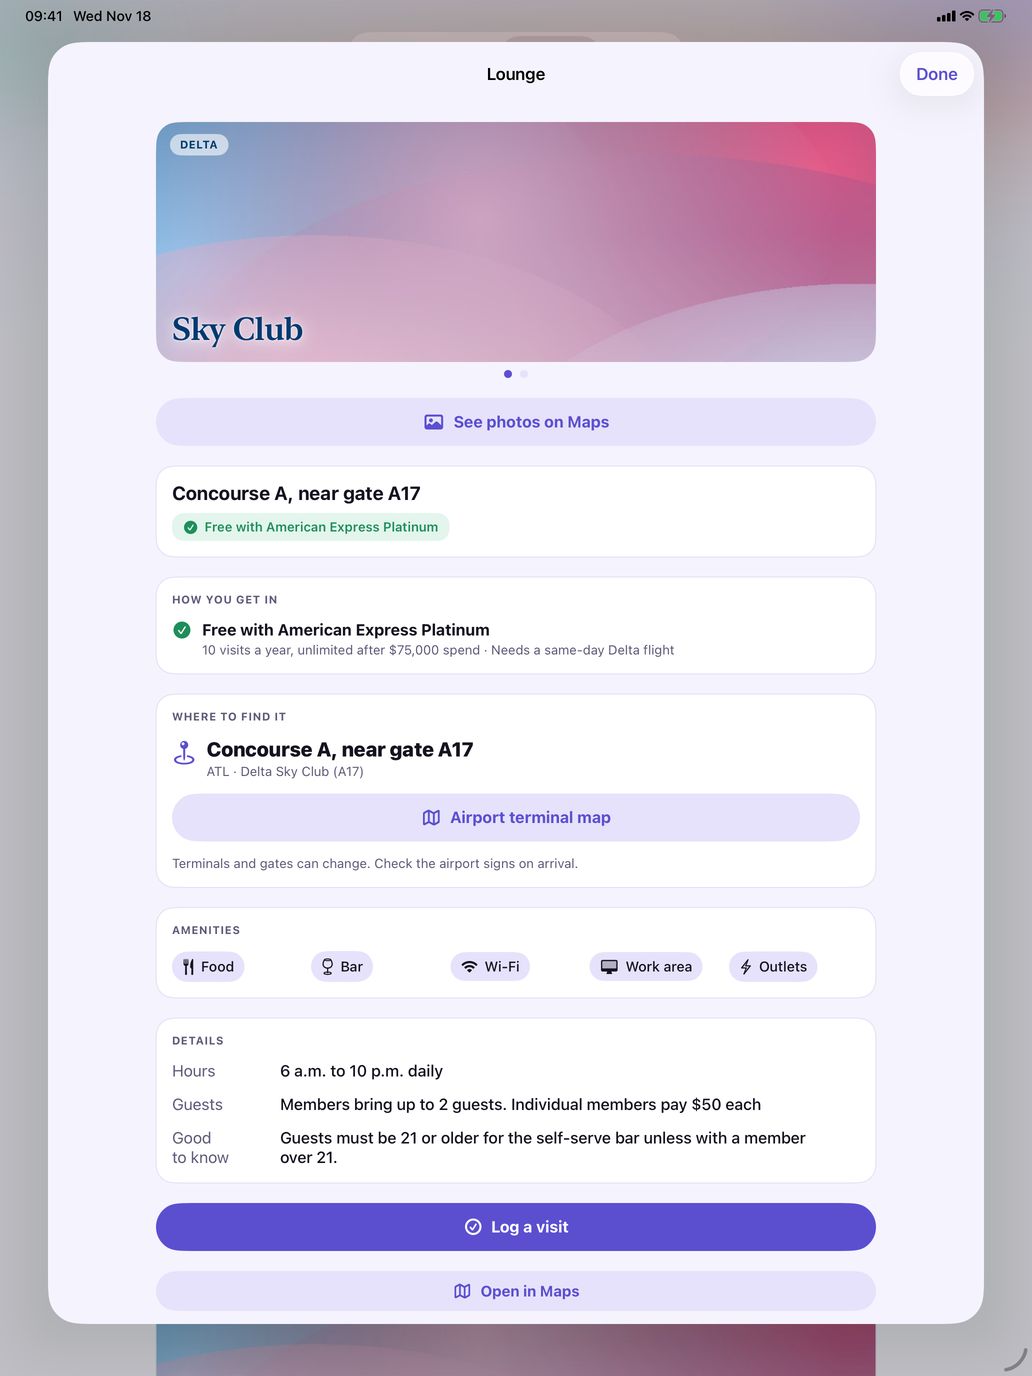 09:41 Wed Nov 18
Lounge
Done
DELTA
Sky Club
See photos on Maps
Concourse A, near gate A17
Free with American Express Platinum
HOW YOU GET IN
Free with American Express Platinum
10 visits a year, unlimited after $75,000 spend · Needs a same-day Delta flight
WHERE TO FIND IT
Concourse A, near gate A17
ATL · Delta Sky Club (A17)
Airport terminal map
Terminals and gates can change. Check the airport signs on arrival.
AMENITIES
Food Bar Wi-Fi Work area Outlets
DETAILS
Hours 6 a.m. to 10 p.m. daily
Guests Members bring up to 2 guests. Individual members pay $50 each
Good Guests must be 21 or older for the self-serve bar unless with a member
to know over 21.
Log a visit
Open in Maps